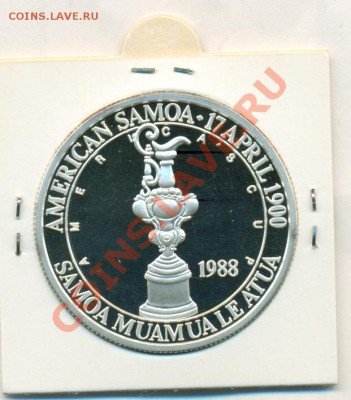 COINS.LAVE.RU
AMERICAN SAMOA · 17 APRIL 1900
AMERICA'S CUP
1988
SAMOA MUAMUA LE ATUA
COINS.LAVE.RU